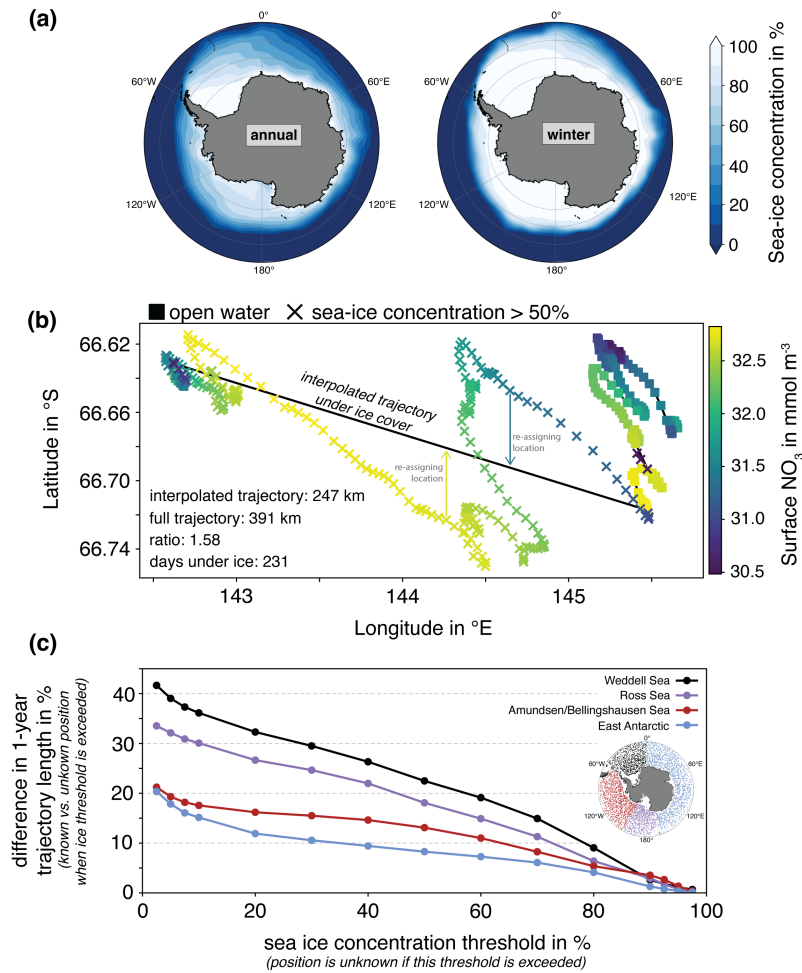 (a)
0°
0°
60°W
60°E
60°W
60°E
annual
winter
120°W
120°E
120°W
120°E
180°
180°
100
80
60
40
20
0
Sea-ice concentration in %
(b)
open water
sea-ice concentration > 50%
66.62
66.66
66.70
66.74
Latitude in °S
interpolated trajectory
under ice cover
re-assigning
location
re-assigning
location
interpolated trajectory: 247 km
full trajectory: 391 km
ratio: 1.58
days under ice: 231
143
144
145
Longitude in °E
32.5
32.0
31.5
31.0
30.5
Surface NO3 in mmol m-3
(c)
difference in 1-year
trajectory length in %
(known vs. unkown position
when ice threshold is exceeded)
40
30
20
10
0
Weddell Sea
Ross Sea
Amundsen/Bellingshausen Sea
East Antarctic
0°
60°W
60°E
120°W
120°E
180°
0
20
40
60
80
100
sea ice concentration threshold in %
(position is unknown if this threshold is exceeded)